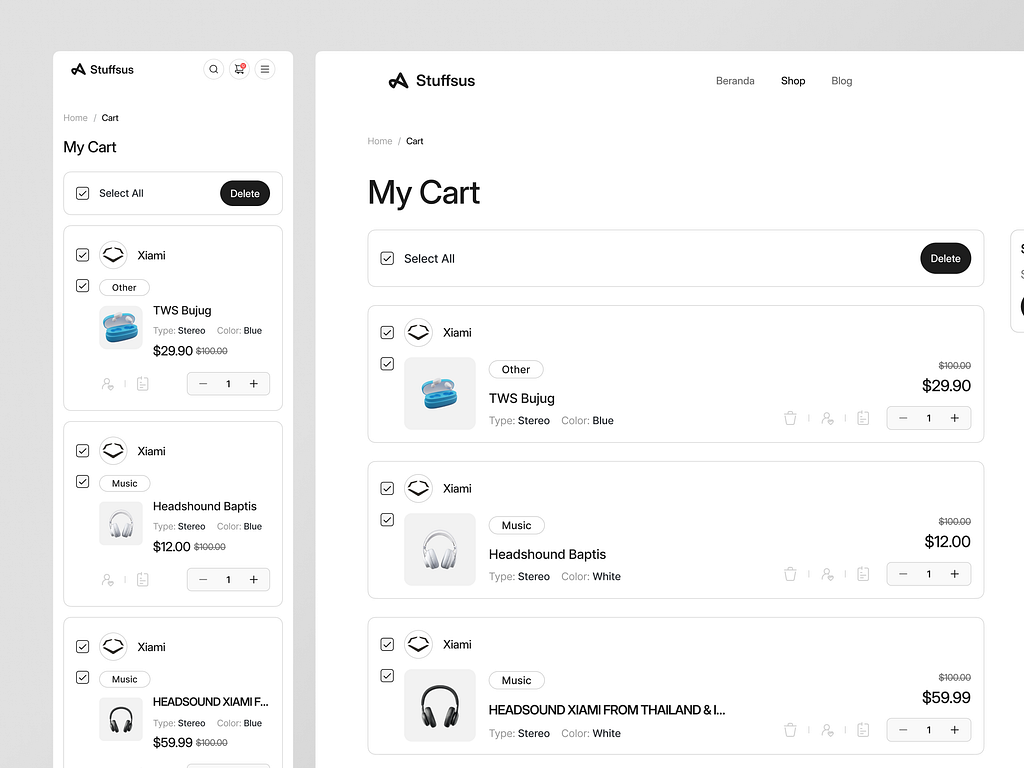 Stuffsus
Home / Cart
My Cart
Select All
Delete
Xiami
Other
TWS Bujug
Type: Stereo Color: Blue
$29.90 $100.00
1
Xiami
Music
Headshound Baptis
Type: Stereo Color: Blue
$12.00 $100.00
1
Xiami
Music
HEADSOUND XIAMI F...
Type: Stereo Color: Blue
$59.99 $100.00
Stuffsus
Beranda Shop Blog
Home / Cart
My Cart
Select All
Delete
Xiami
Other
TWS Bujug
Type: Stereo Color: Blue
$100.00
$29.90
1
Xiami
Music
Headshound Baptis
Type: Stereo Color: White
$100.00
$12.00
1
Xiami
Music
HEADSOUND XIAMI FROM THAILAND & I...
Type: Stereo Color: White
$100.00
$59.99
1